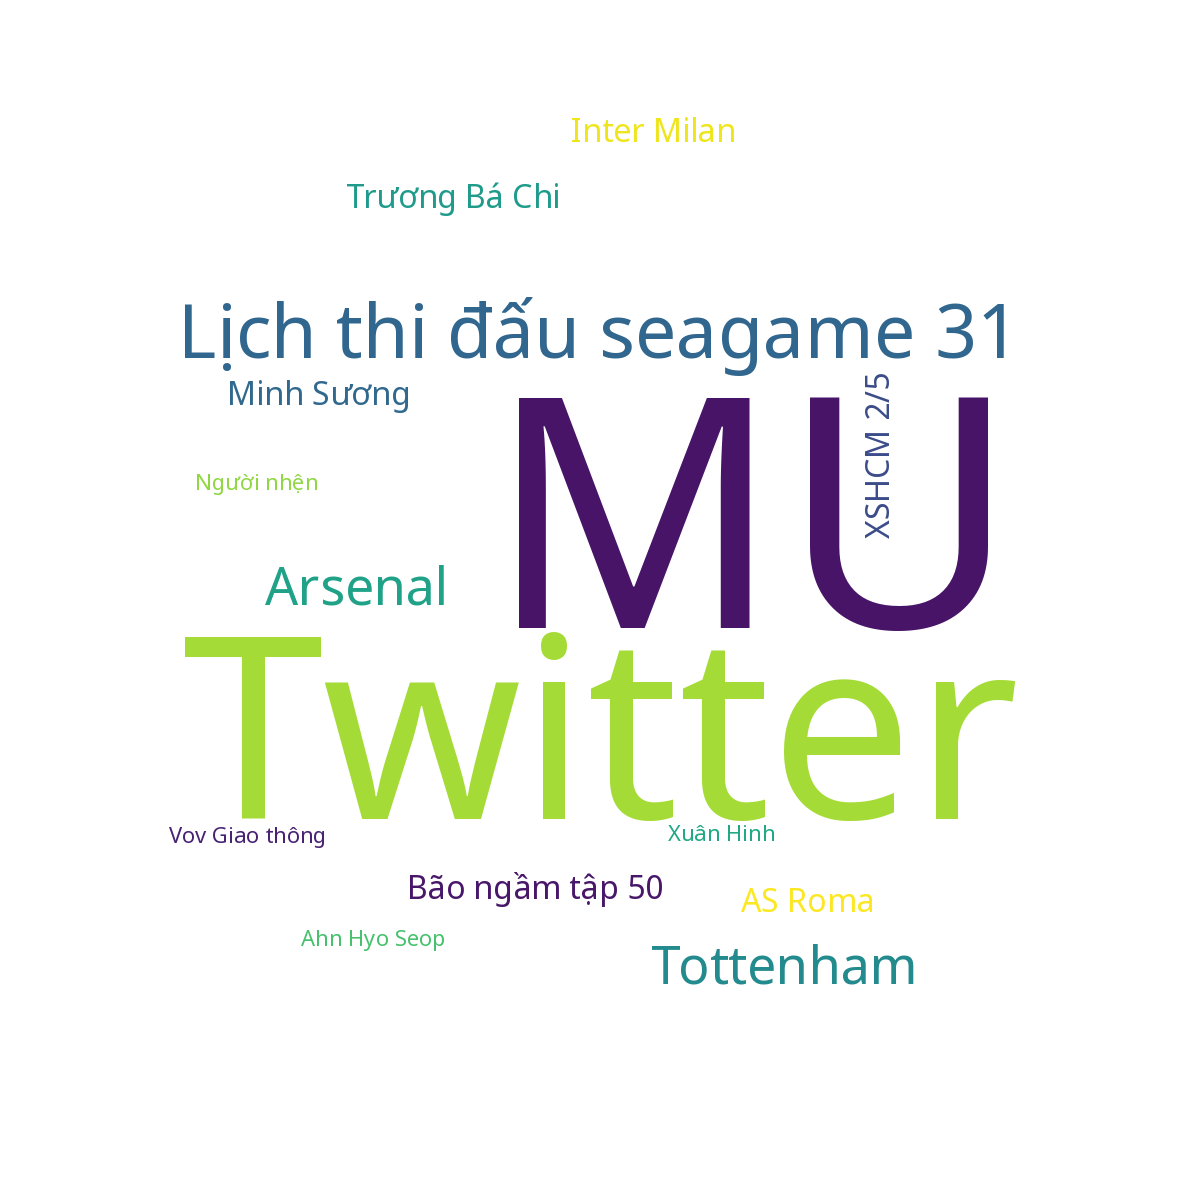 Inter Milan
Trương Bá Chi
Lịch thi đấu seagame 31
Minh Sương
XSHCM 2/5
MU
Người nhện
Arsenal
Twitter
Vov Giao thông
Xuân Hinh
Bão ngầm tập 50
AS Roma
Ahn Hyo Seop
Tottenham